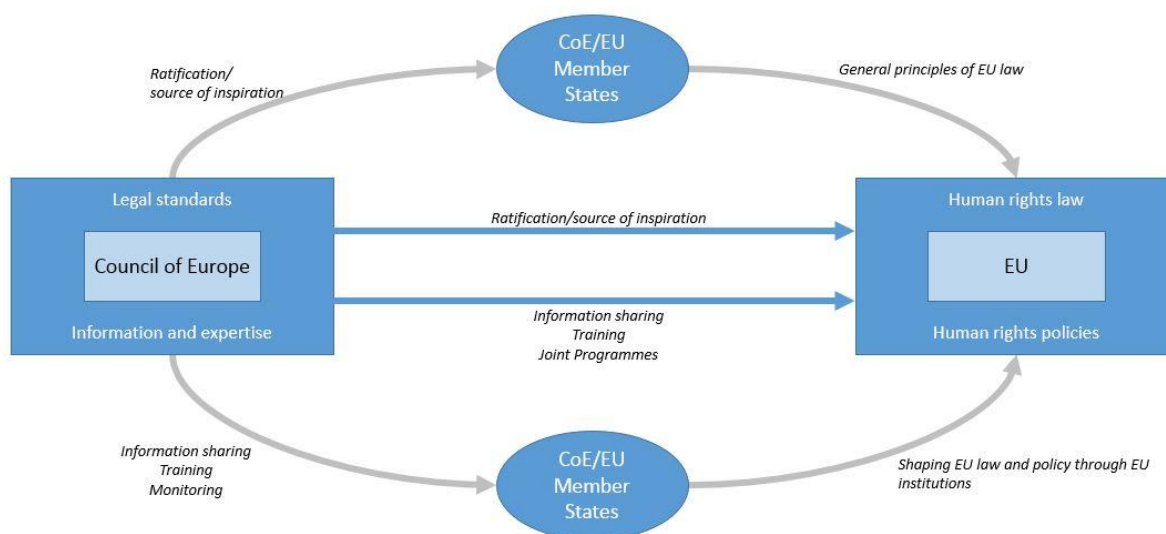 CoE/EU
Member
States
Ratification/
source of inspiration
General principles of EU law
Legal standards
Council of Europe
Information and expertise
Ratification/source of inspiration
Information sharing
Training
Joint Programmes
Human rights law
EU
Human rights policies
Information sharing
Training
Monitoring
CoE/EU
Member
States
Shaping EU law and policy through EU
institutions